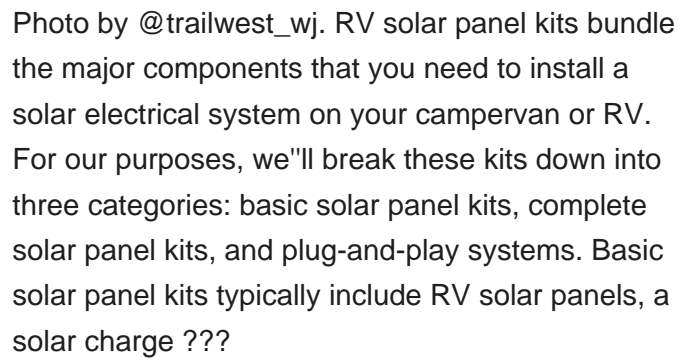 Photo by @trailwest_wj. RV solar panel kits bundle
the major components that you need to install a
solar electrical system on your campervan or RV.
For our purposes, we"ll break these kits down into
three categories: basic solar panel kits, complete
solar panel kits, and plug-and-play systems. Basic
solar panel kits typically include RV solar panels, a
solar charge ???